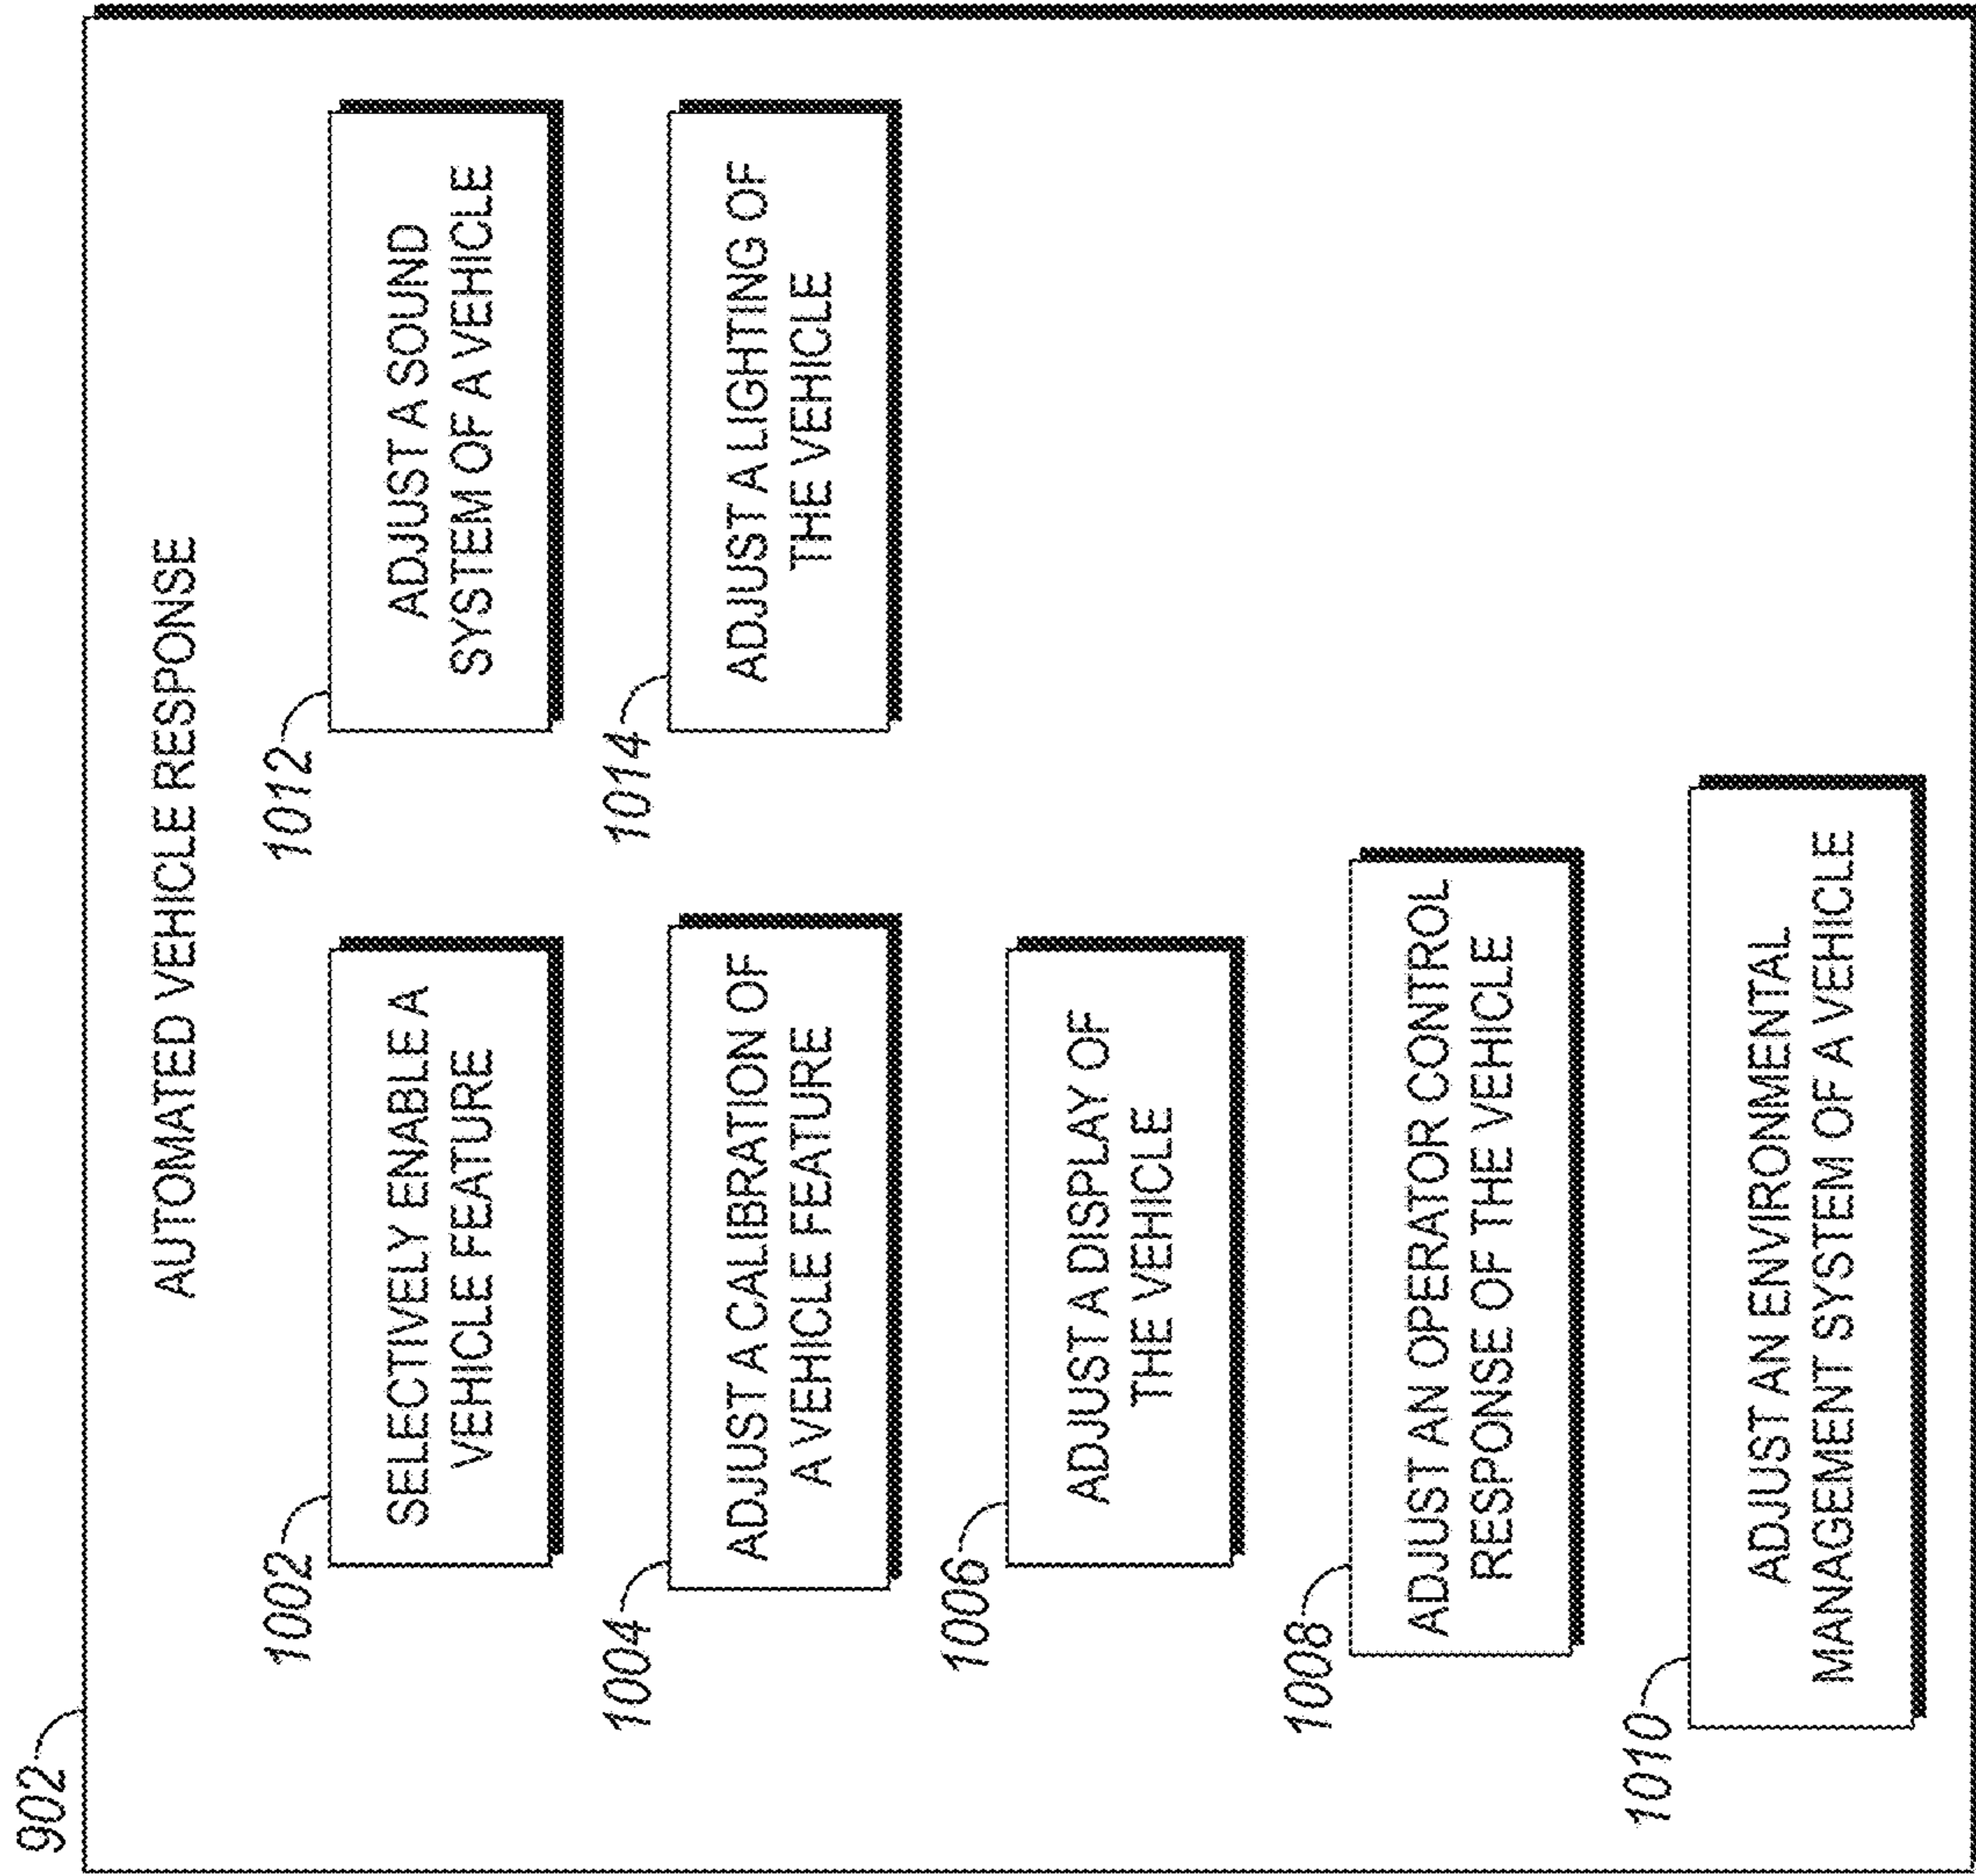 902
AUTOMATED VEHICLE RESPONSE
1002
SELECTIVELY ENABLE A
VEHICLE FEATURE
1004
ADJUST A CALIBRATION OF
A VEHICLE FEATURE
1006
ADJUST A DISPLAY OF
THE VEHICLE
1008
ADJUST AN OPERATOR CONTROL
RESPONSE OF THE VEHICLE
1010
ADJUST AN ENVIRONMENTAL
MANAGEMENT SYSTEM OF A VEHICLE
1012
ADJUST A SOUND
SYSTEM OF A VEHICLE
1014
ADJUST A LIGHTING OF
THE VEHICLE